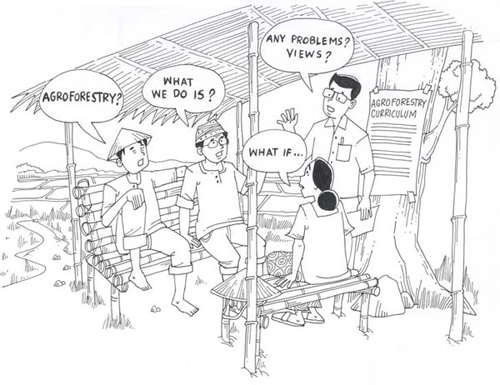 ANY PROBLEMS?
VIEWS?
WHAT
WE DO IS?
AGROFORESTRY?
AGROFORESTRY
CURRICULUM
WHAT IF...